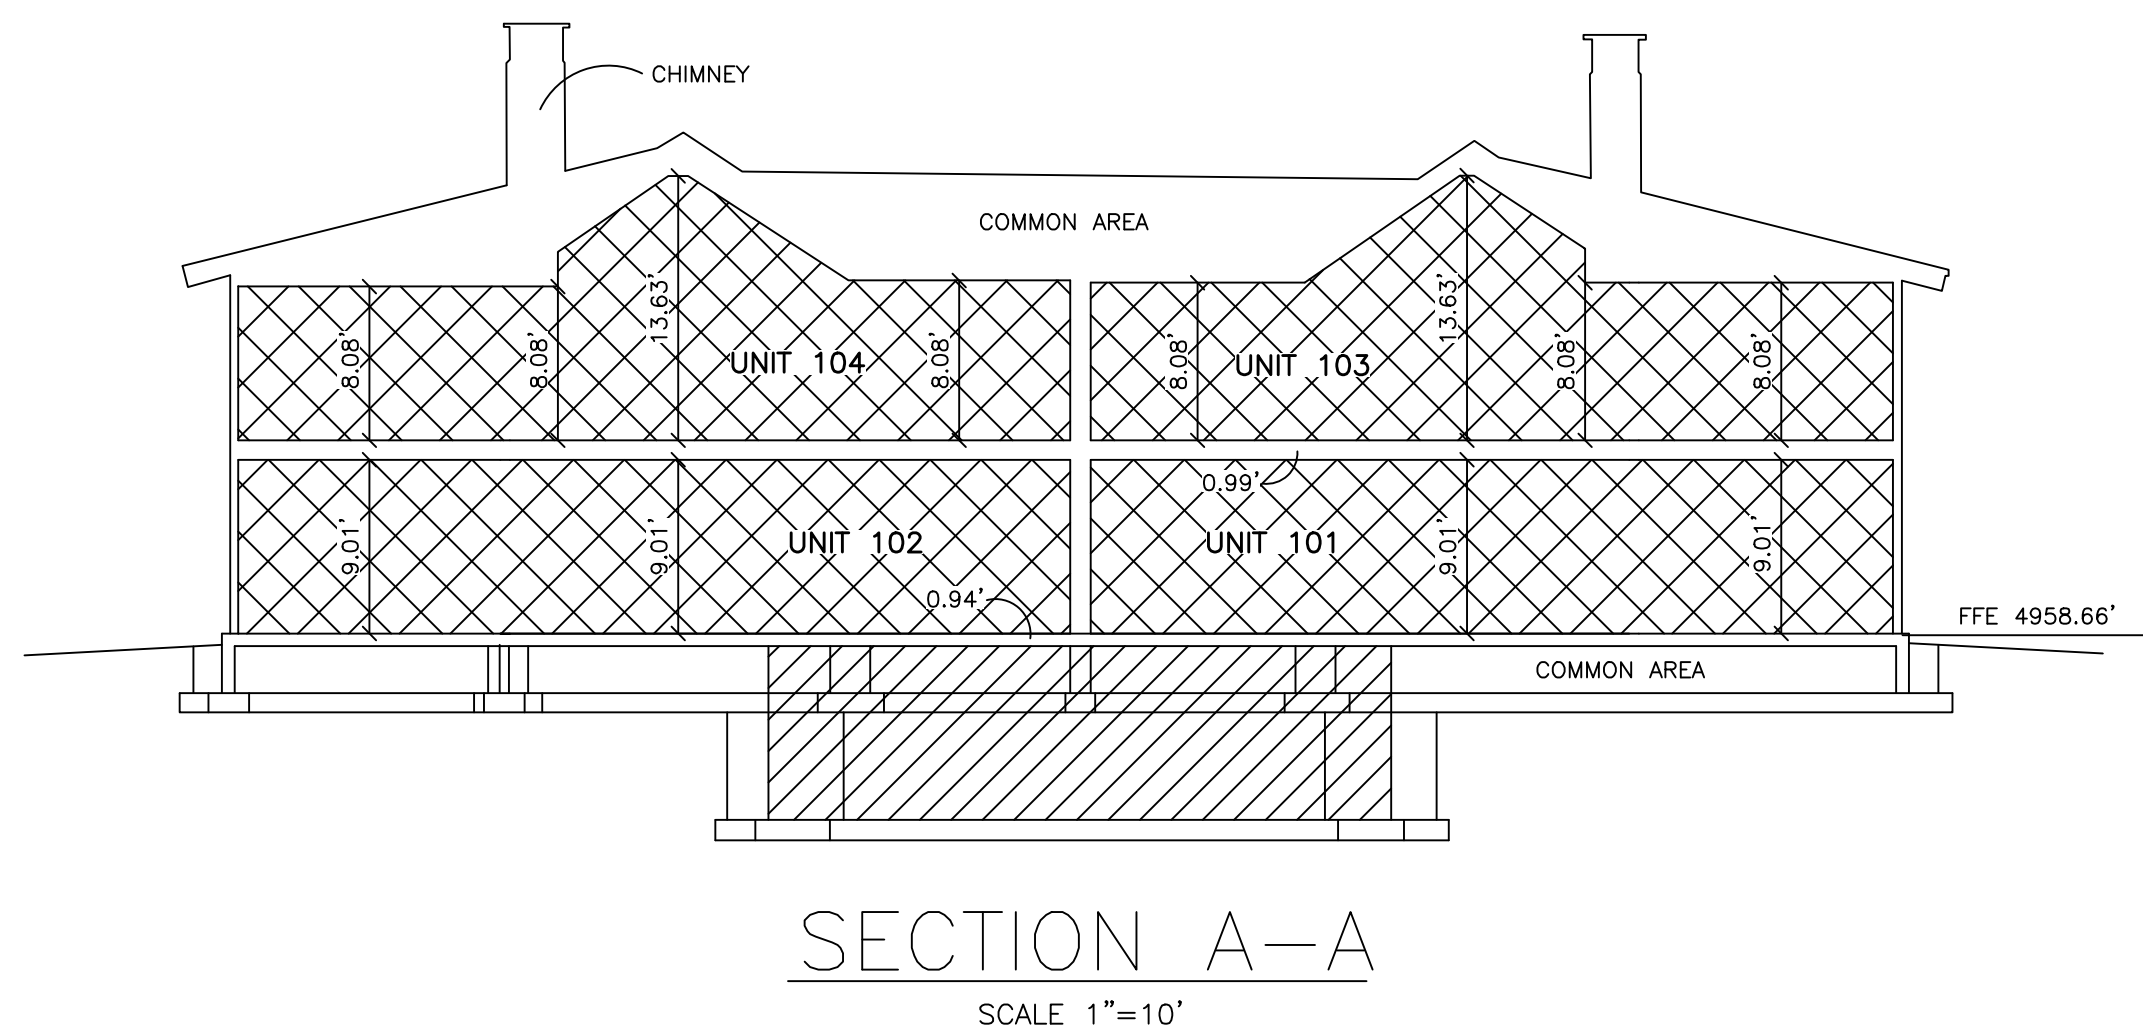 CHIMNEY
COMMON AREA
13.63'
13.63'
8.08'
8.08'
UNIT 104
8.08'
8.08'
UNIT 103
8.08'
8.08'
0.99'
9.01'
9.01'
UNIT 102
UNIT 101
9.01'
9.01'
0.94'
FFE 4958.66'
COMMON AREA
SECTION A-A
SCALE 1"=10'